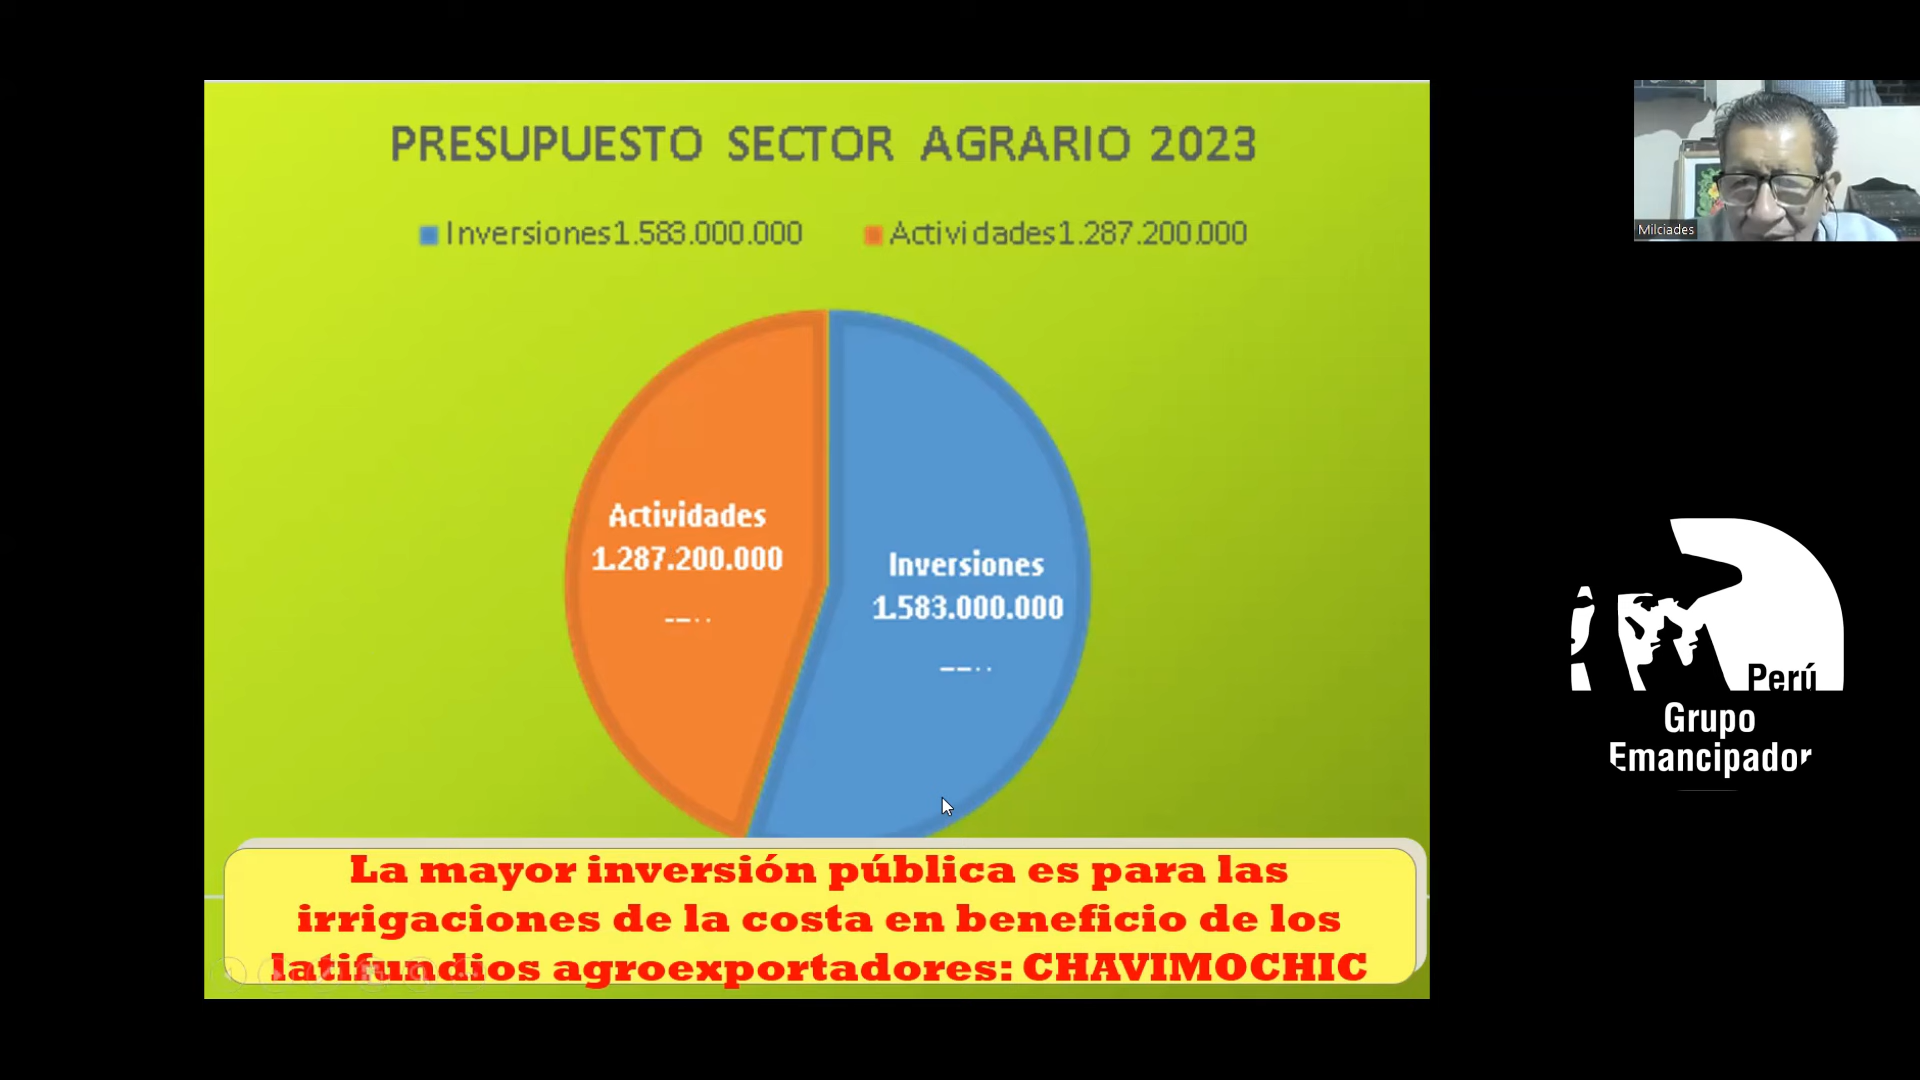 PRESUPUESTO SECTOR AGRARIO 2023
Inversiones1.583.000.000 Actividades1.287.200.000
Actividades
1.287.200.000
Inversiones
1.583.000.000
La mayor inversión pública es para las
irrigaciones de la costa en beneficio de los
latifundios agroexportadores: CHAVIMOCHIC
Milciades
Perú
Grupo
Emancipador